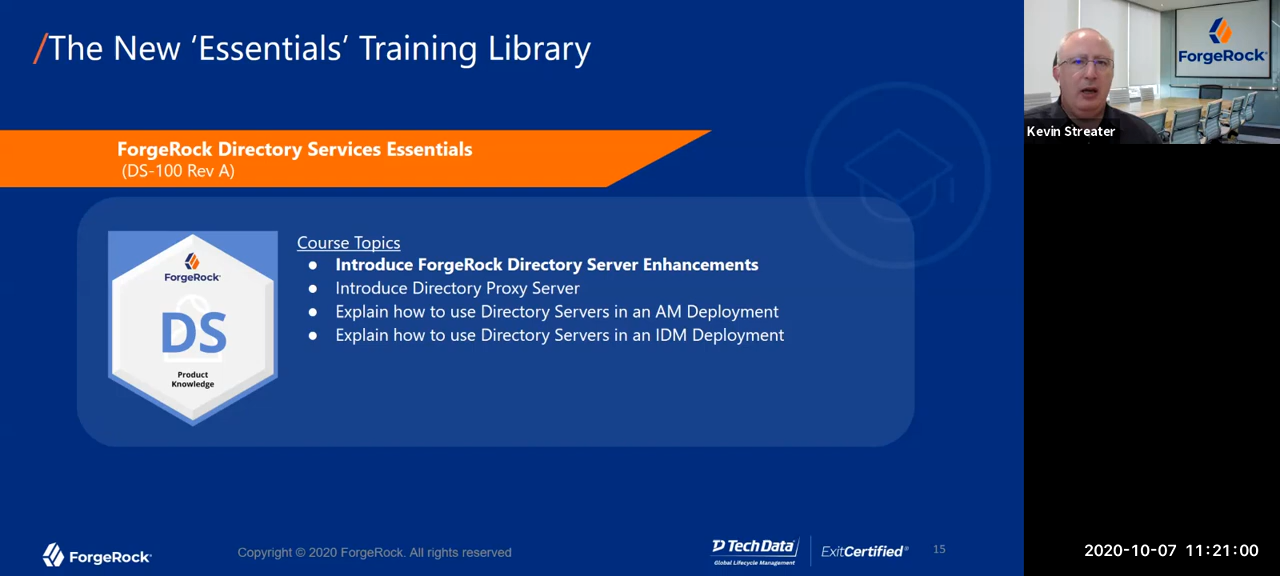 /The New ‘Essentials’ Training Library
ForgeRock Directory Services Essentials
(DS-100 Rev A)
ForgeRock
DS
Product
Knowledge
Course Topics
● Introduce ForgeRock Directory Server Enhancements
● Introduce Directory Proxy Server
● Explain how to use Directory Servers in an AM Deployment
● Explain how to use Directory Servers in an IDM Deployment
ForgeRock
Copyright © 2020 ForgeRock. All rights reserved
Tech Data
Global Lifecycle Management
ExitCertified®
15
ForgeRock®
Kevin Streater
2020-10-07 11:21:00